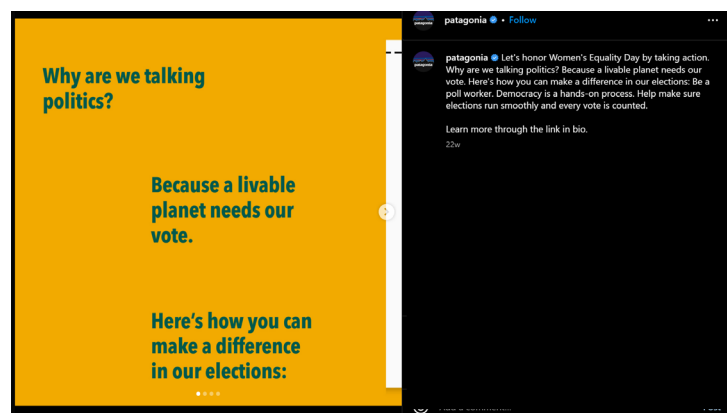 Why are we talking
politics?
Because a livable
planet needs our
vote.
Here's how you can
make a difference
in our elections:
patagonia • Follow
patagonia Let's honor Women's Equality Day by taking action.
Why are we talking politics? Because a livable planet needs our
vote. Here's how you can make a difference in our elections: Be a
poll worker. Democracy is a hands-on process. Help make sure
elections run smoothly and every vote is counted.
Learn more through the link in bio.
22w